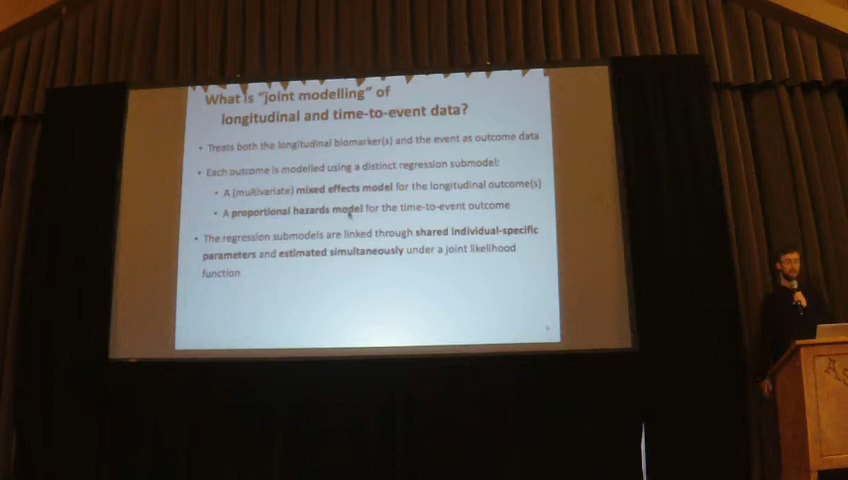 What is "joint modelling" of
longitudinal and time-to-event data?
• Treats both the longitudinal biomarker(s) and the event as outcome data
• Each outcome is modelled using a distinct regression submodel:
• A (multivariate) mixed effects model for the longitudinal outcome(s)
• A proportional hazards model for the time-to-event outcome
• The regression submodels are linked through shared individual-specific
parameters and estimated simultaneously under a joint likelihood
function